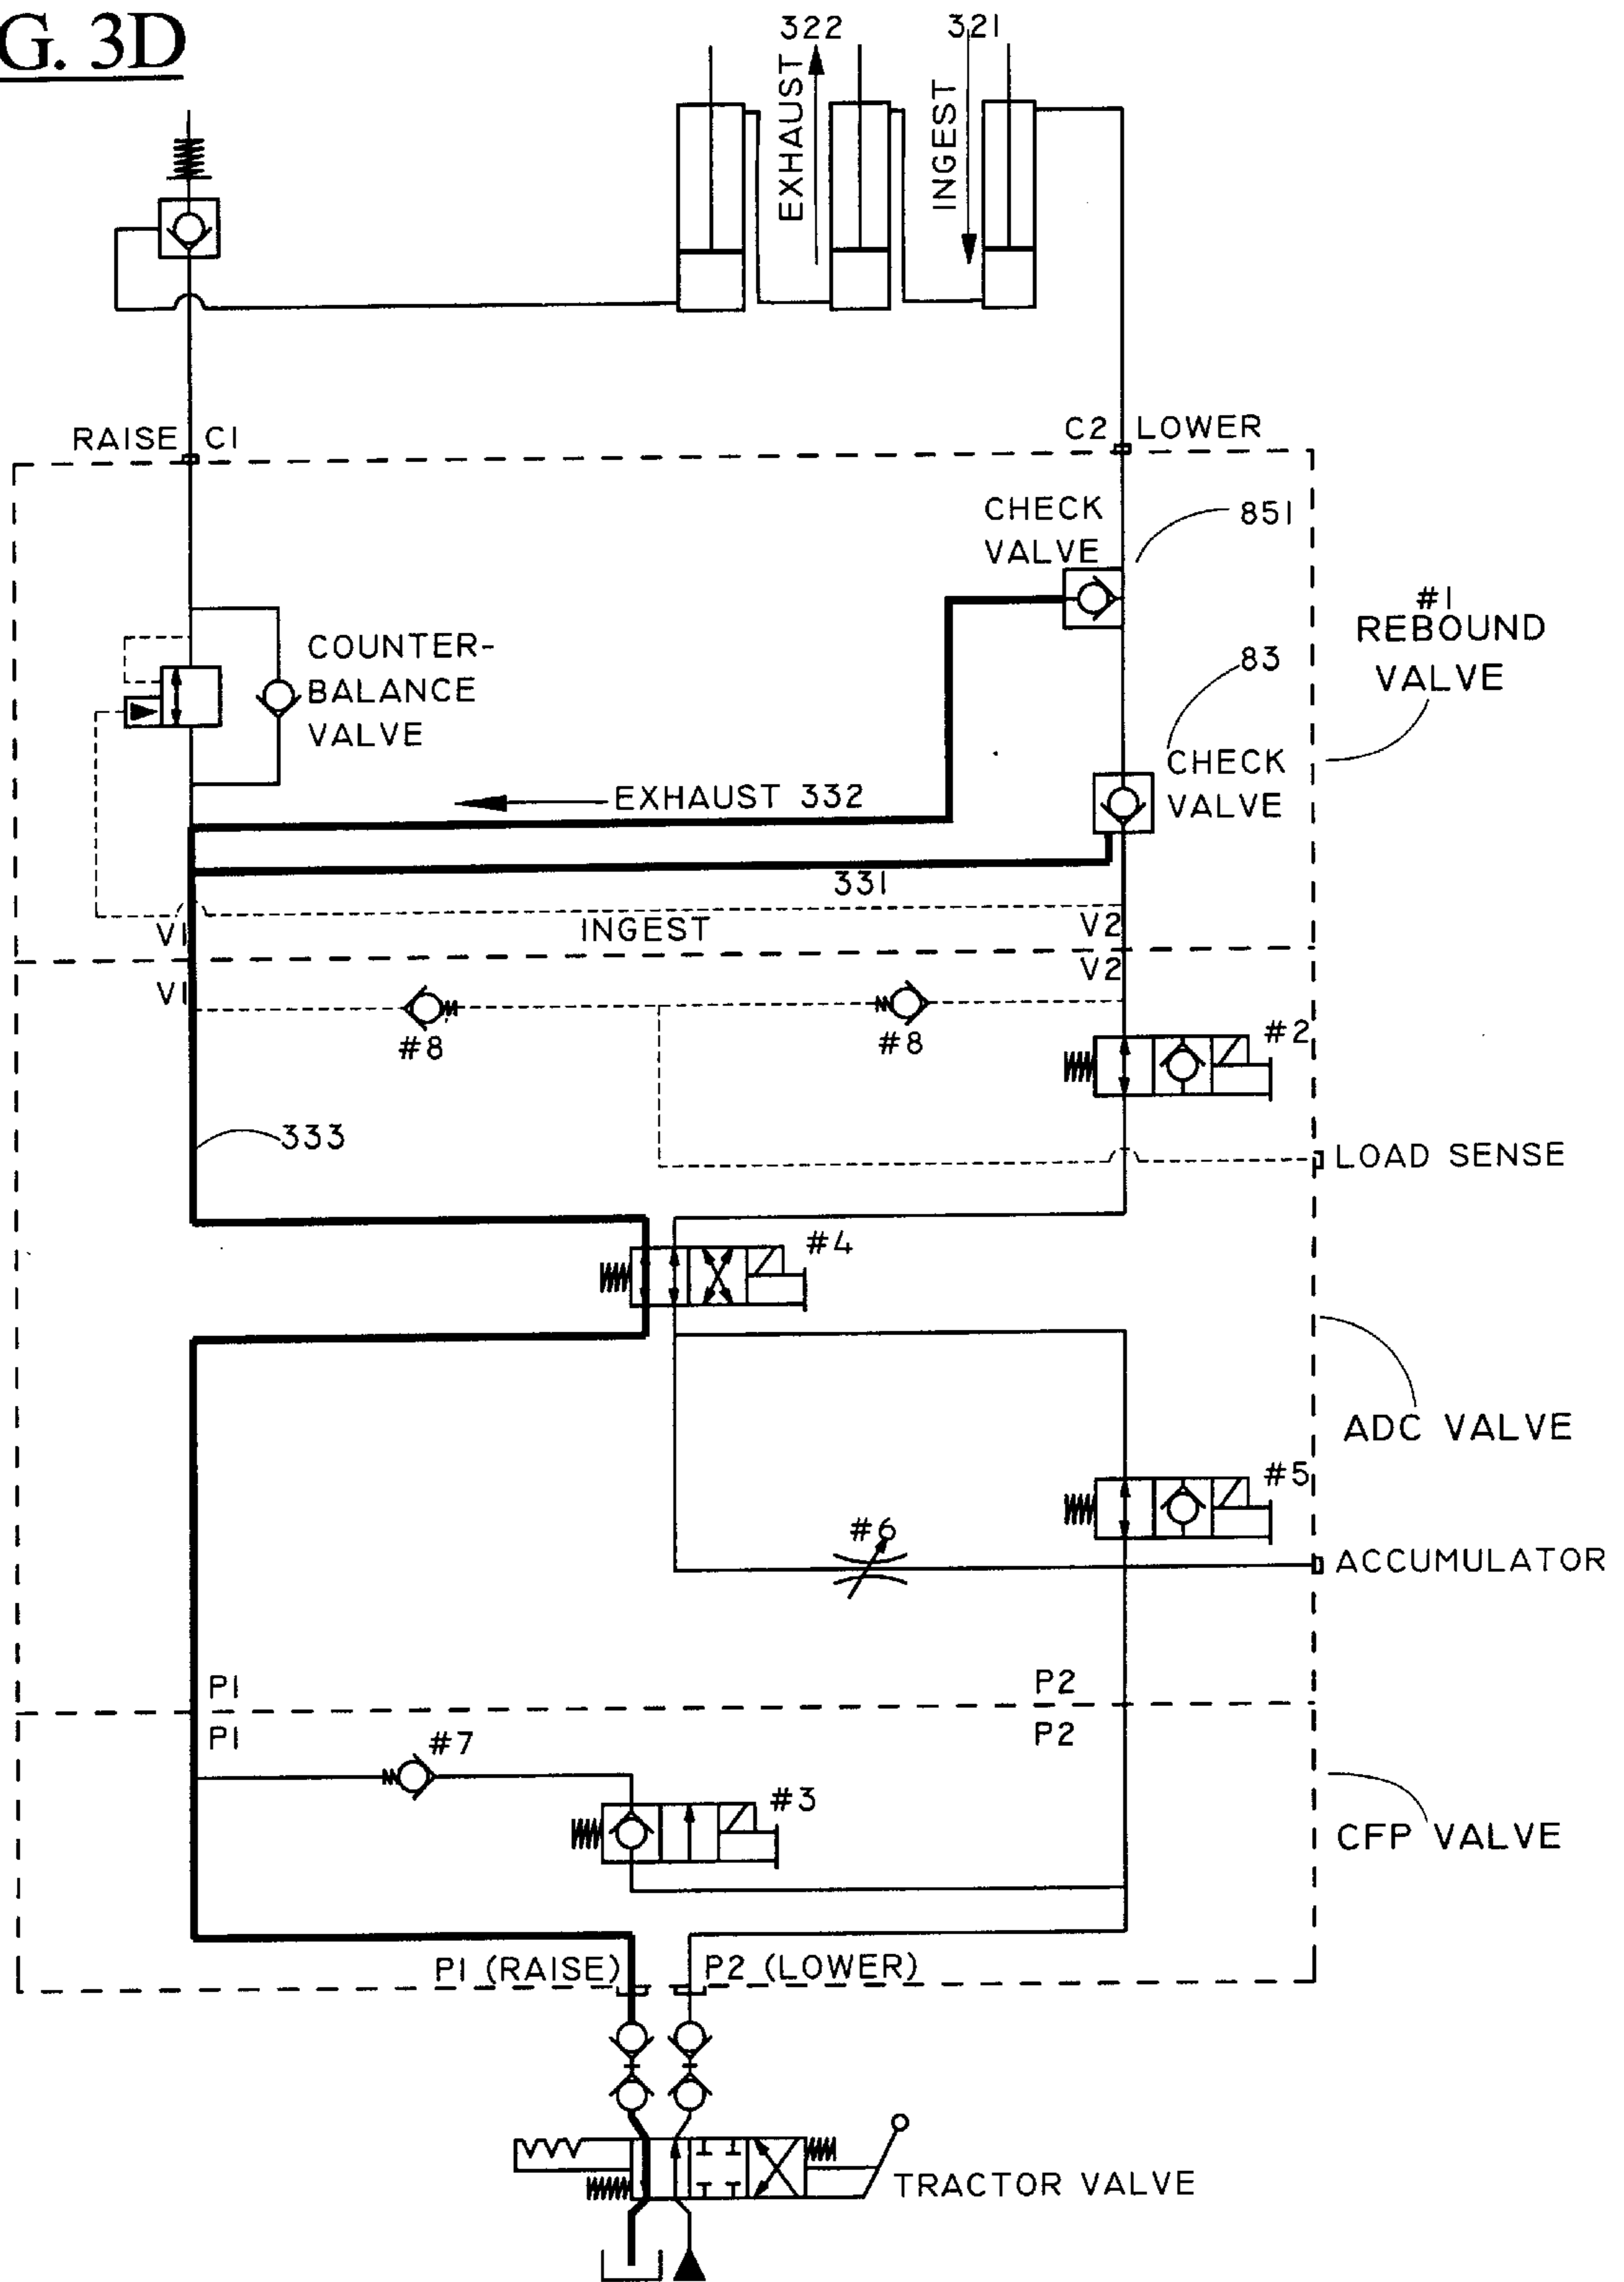 G. 3D
322
321
EXHAUST
INGEST
RAISE C1
C2 LOWER
CHECK
VALVE
851
#1
REBOUND
VALVE
COUNTER-
BALANCE
VALVE
83
CHECK
VALVE
EXHAUST 332
331
INGEST
V1
V2
V1
V2
#8
#8
#2
333
LOAD SENSE
#4
ADC VALVE
#5
#6
ACCUMULATOR
P1
P2
P1
P2
#7
#3
CFP VALVE
P1 (RAISE)
P2 (LOWER)
TRACTOR VALVE